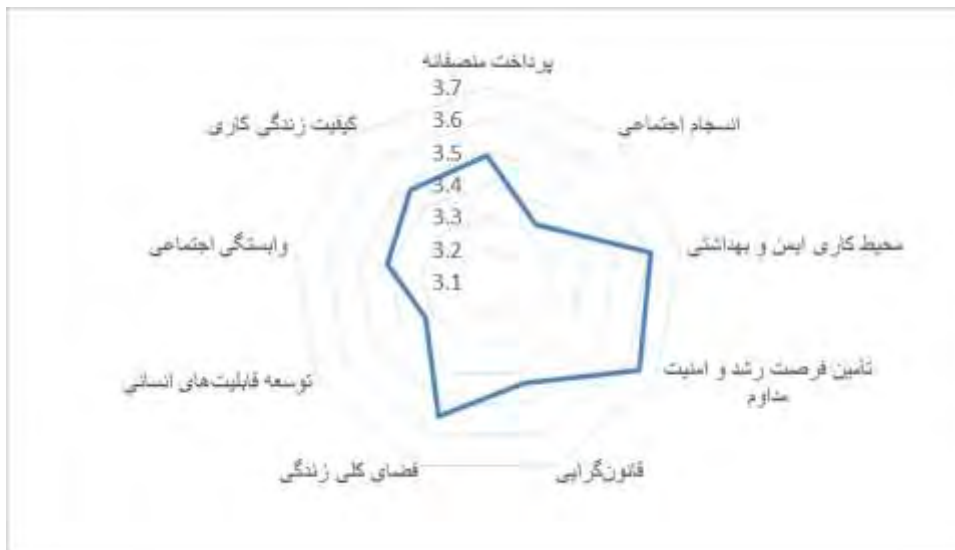 پرداخت منصفانه
3.7
3.6
3.5
3.4
3.3
3.2
3.1
انسجام اجتماعی
محیط کاری ایمن و بهداشتی
تأمین فرصت رشد و امنیت
مداوم
قانون‌گرایی
فضای کلی زندگی
توسعه قابلیت‌های انسانی
وابستگی اجتماعی
کیفیت زندگی کاری